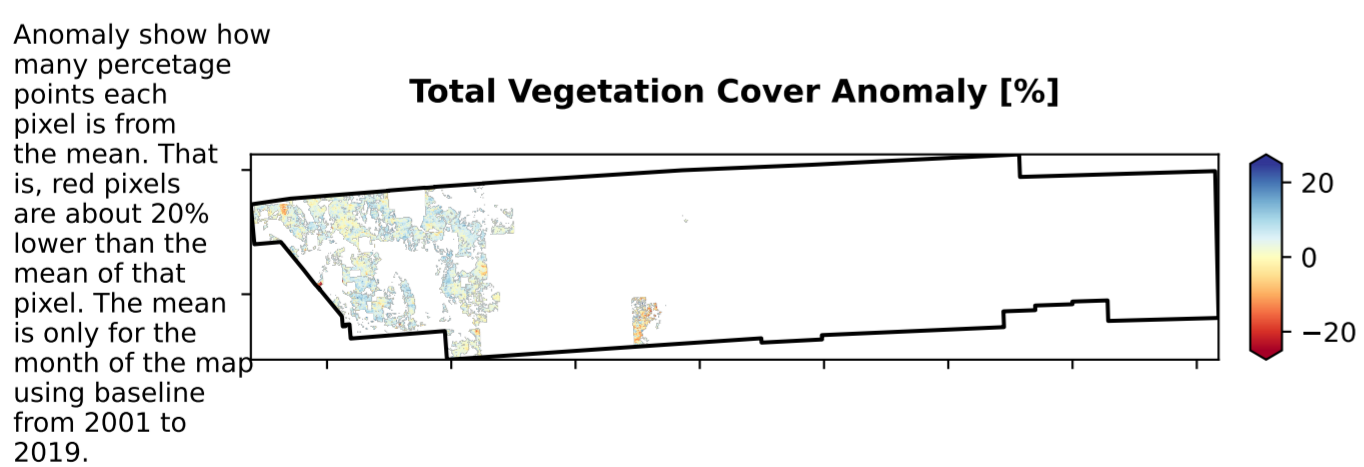 Anomaly show how
many percetage
points each
pixel is from
the mean. That
is, red pixels
are about 20%
lower than the
mean of that
pixel. The mean
is only for the
month of the map
using baseline
from 2001 to
2019.
Total Vegetation Cover Anomaly [%]
20
0
−20